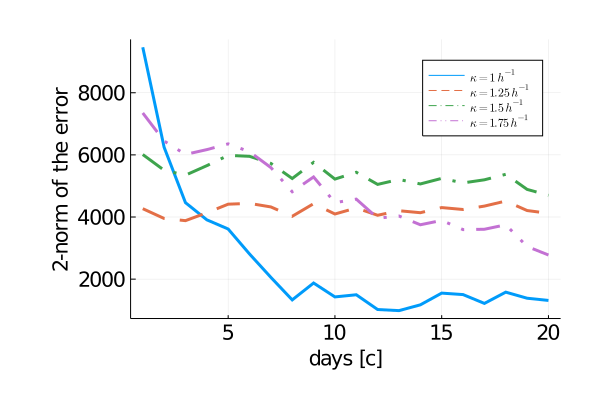 8000
6000
4000
2000
2-norm of the error
5 10 15 20
days [c]
κ = 1 h⁻¹
κ = 1.25 h⁻¹
κ = 1.5 h⁻¹
κ = 1.75 h⁻¹